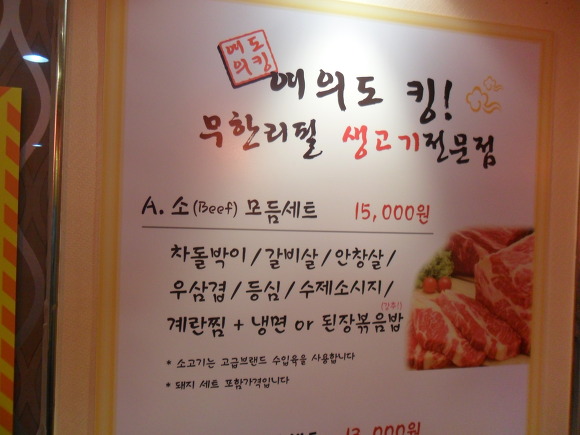 여도
의킹
여의도 킹!
무한리필 생고기전문점
A. 소(Beef) 모듬세트 15,000원
차돌박이/갈비살/안창살/
우삼겹/등심/수제소시지/
(강추!)
계란찜 + 냉면 or 된장볶음밥
* 소고기는 고급브랜드 수입육을 사용합니다
* 돼지 세트 포함가격입니다
13,000원